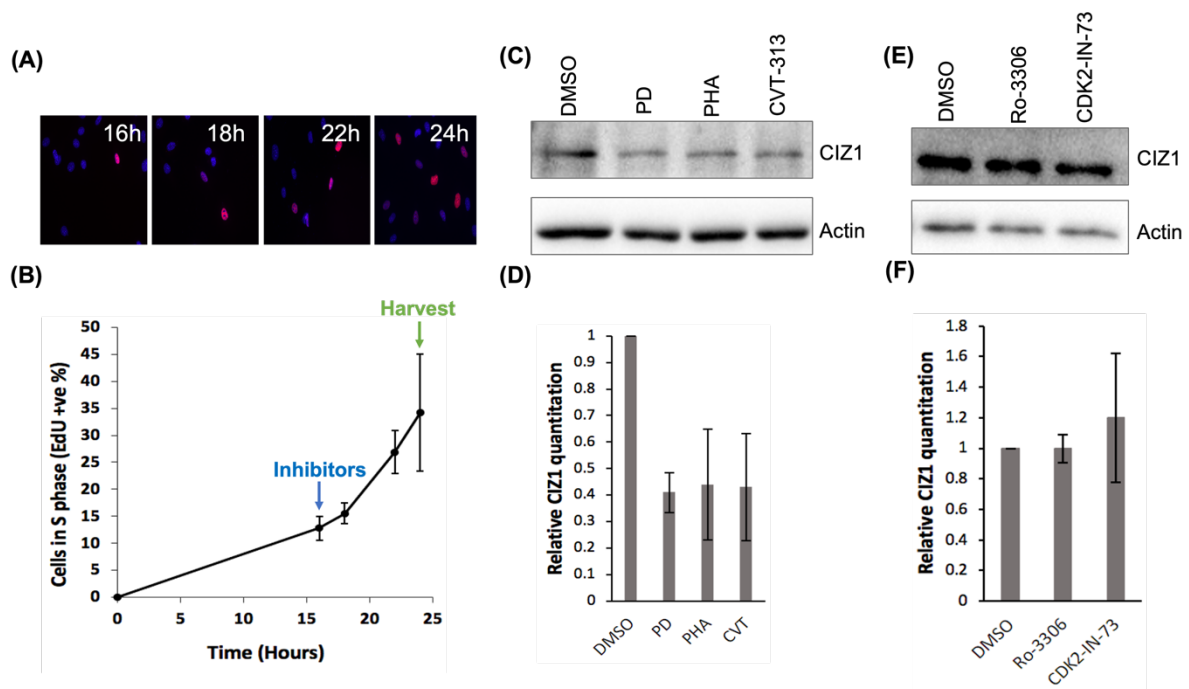 (A)
16h
18h
22h
24h
(B)
Cells in S phase (EdU +ve %)
50
45
40
35
30
25
20
15
10
5
0
Inhibitors
Harvest
0
5
10
15
20
25
Time (Hours)
(C)
DMSO
PD
PHA
CVT-313
CIZ1
Actin
(D)
Relative CIZ1 quantitation
1
0.9
0.8
0.7
0.6
0.5
0.4
0.3
0.2
0.1
0
DMSO
PD
PHA
CVT
(E)
DMSO
Ro-3306
CDK2-IN-73
CIZ1
Actin
(F)
Relative CIZ1 quantitation
1.8
1.6
1.4
1.2
1
0.8
0.6
0.4
0.2
0
DMSO
Ro-3306
CDK2-IN-73